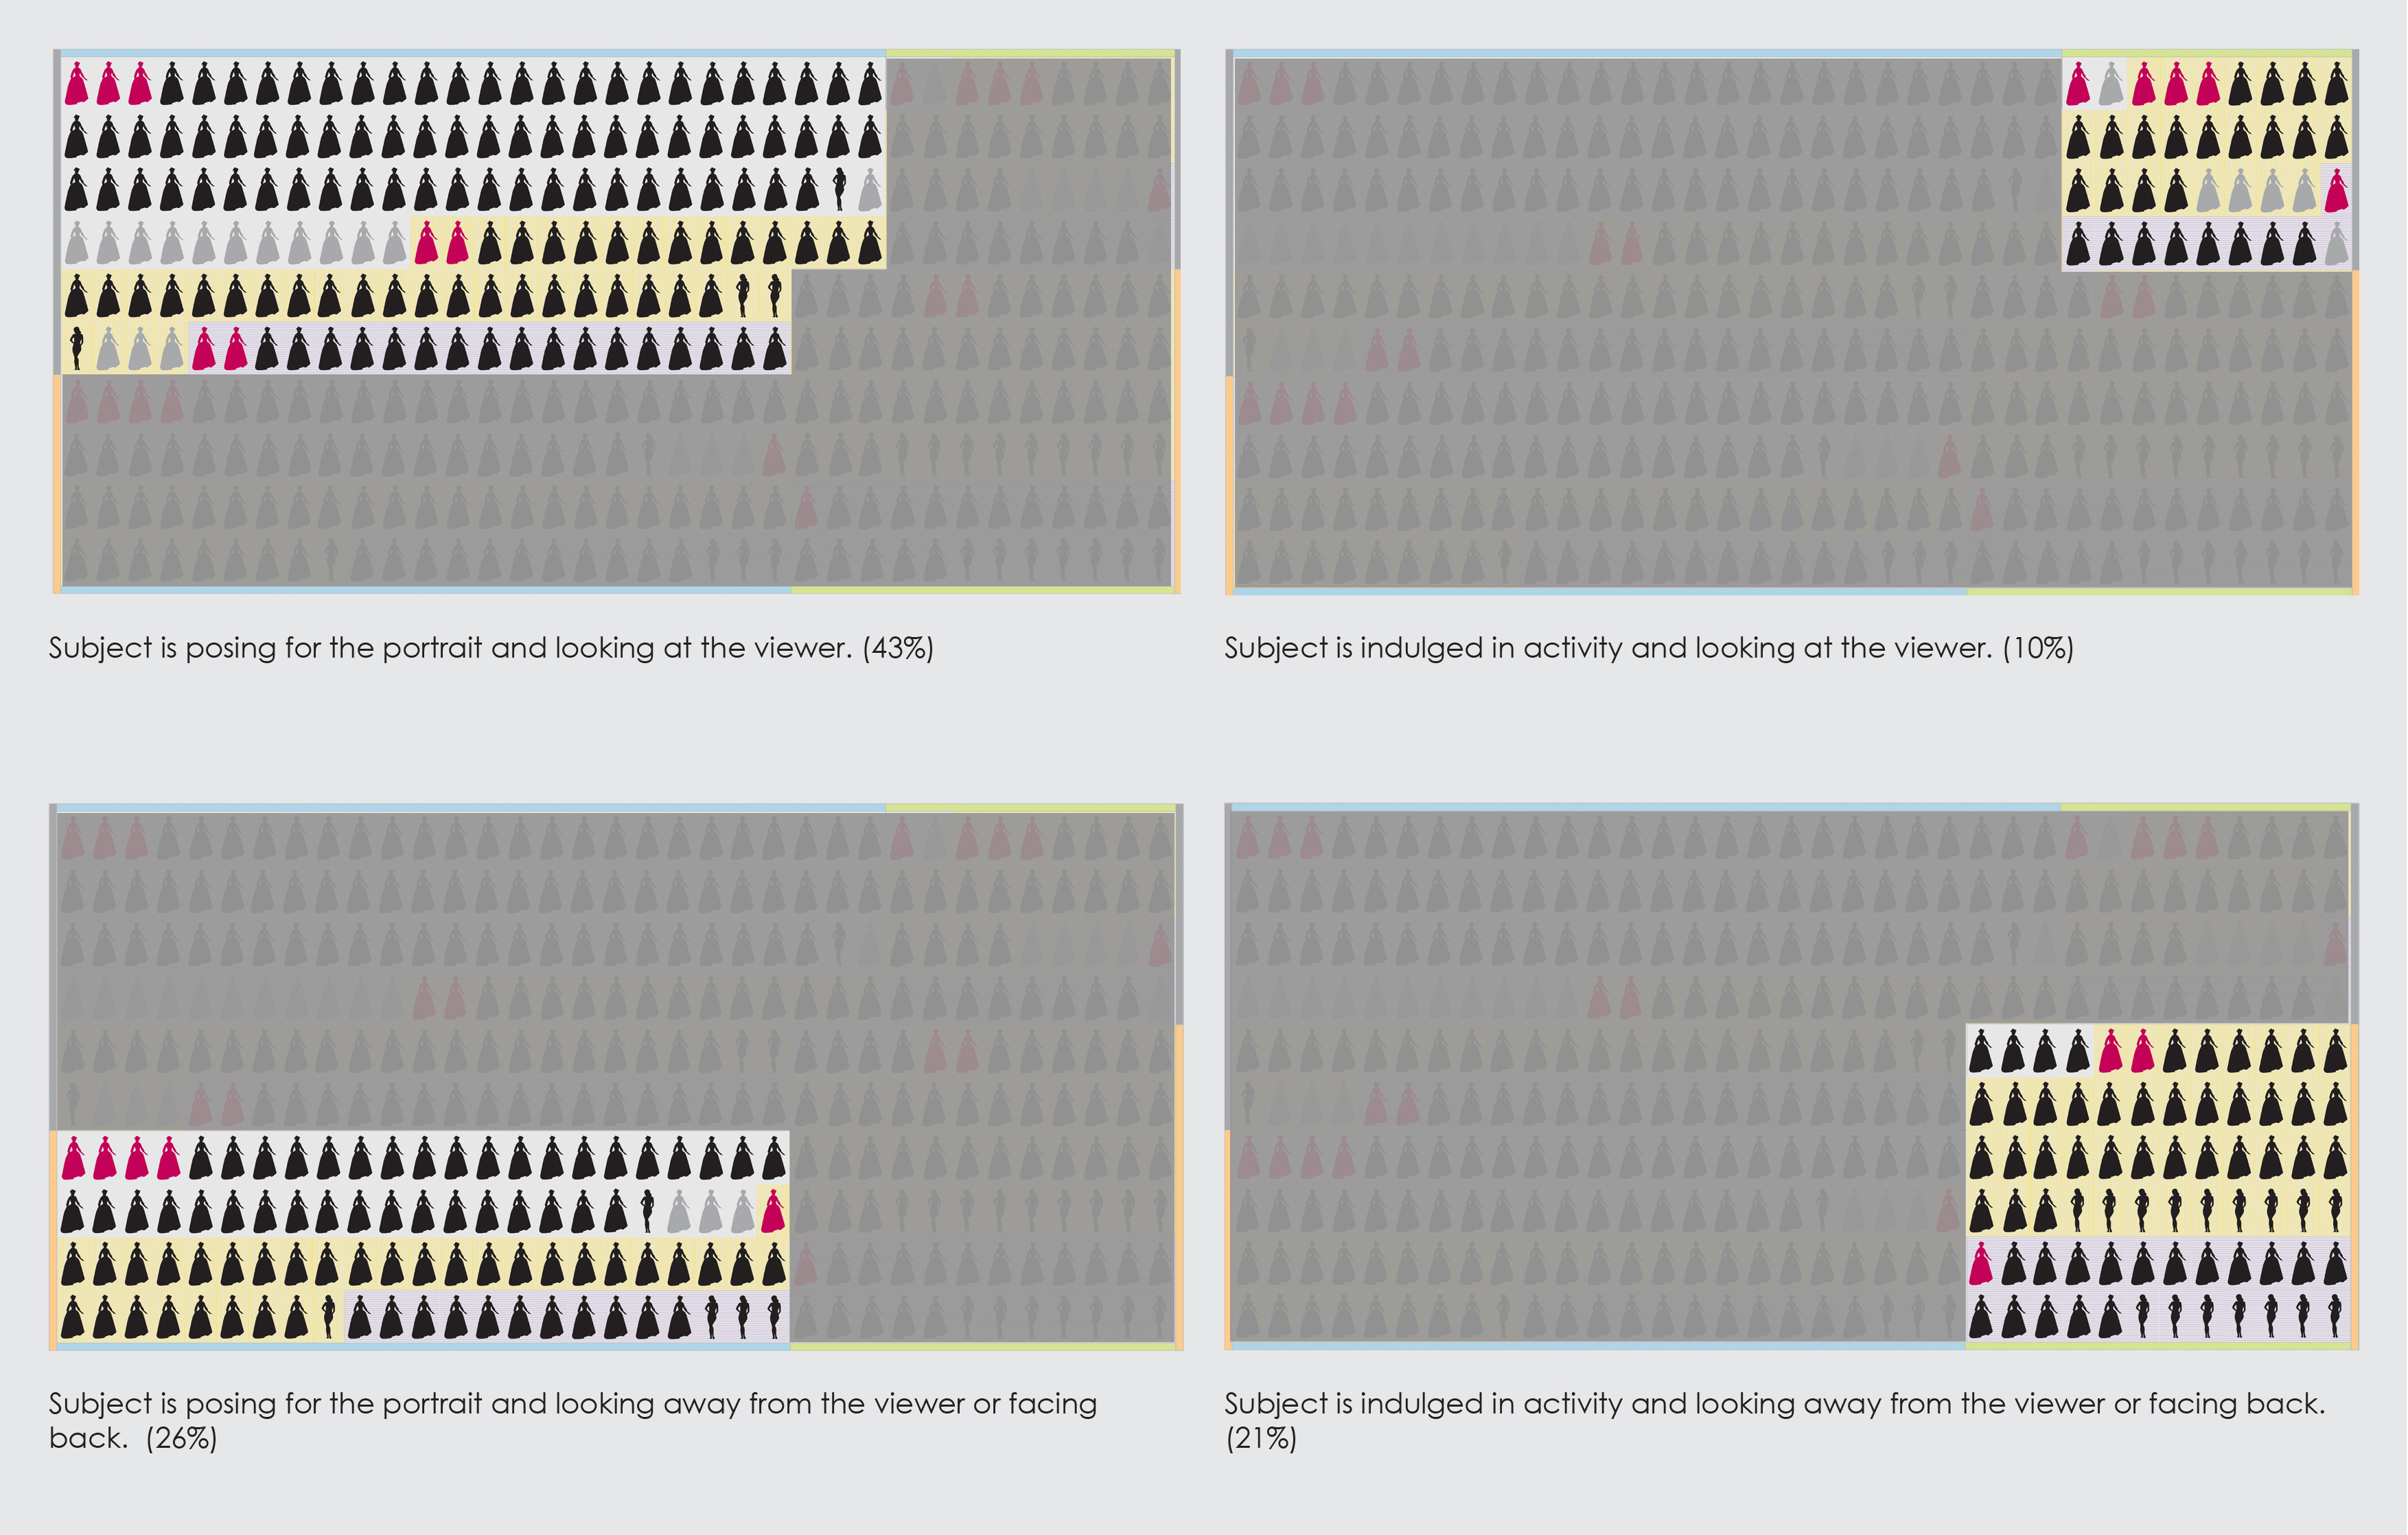 Subject is posing for the portrait and looking at the viewer. (43%)
Subject is indulged in activity and looking at the viewer. (10%)
Subject is posing for the portrait and looking away from the viewer or facing
back.  (26%)
Subject is indulged in activity and looking away from the viewer or facing back.
(21%)